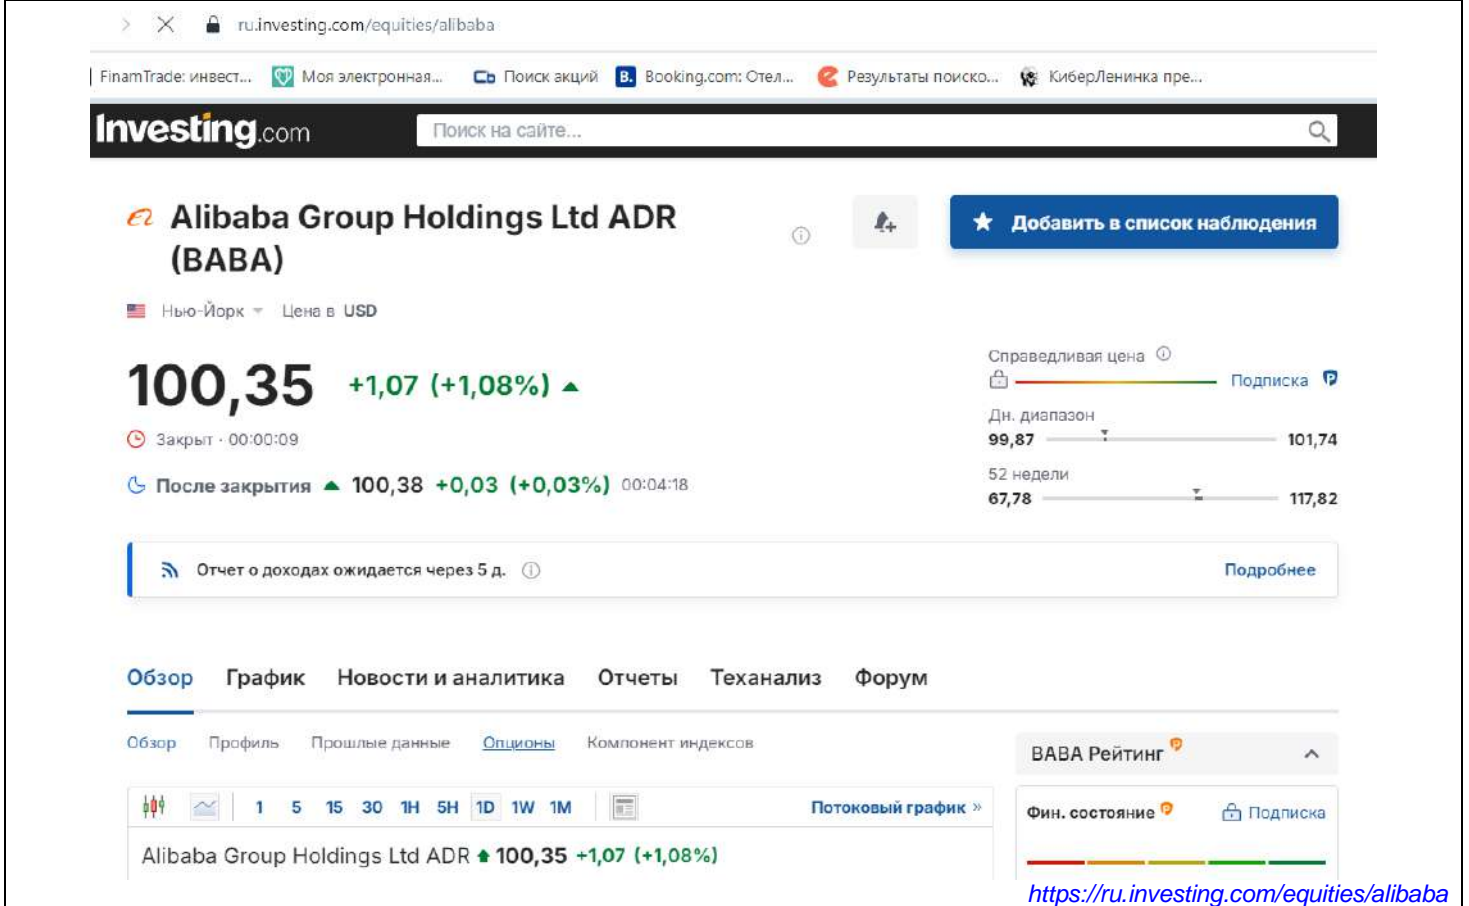 ru.investing.com/equities/alibaba
FinamTrade: инвест... Моя электронная... Cb Поиск акций B. Booking.com: Отел... Результаты поиско... КиберЛенинка пре...
Investing.com Поиск на сайте...
Alibaba Group Holdings Ltd ADR
(BABA)
Добавить в список наблюдения
Нью-Йорк Цена в USD
100,35 +1,07 (+1,08%)
Закрыт · 00:00:09
После закрытия 100,38 +0,03 (+0,03%) 00:04:18
Справедливая цена
Подписка
Дн. диапазон
99,87 101,74
52 недели
67,78 117,82
Отчет о доходах ожидается через 5 д. Подробнее
Обзор График Новости и аналитика Отчеты Теханализ Форум
Обзор Профиль Прошлые данные Опционы Компонент индексов
BABA Рейтинг
1 5 15 30 1H 5H 1D 1W 1M Потоковый график »
Фин. состояние Подписка
Alibaba Group Holdings Ltd ADR 100,35 +1,07 (+1,08%)
https://ru.investing.com/equities/alibaba